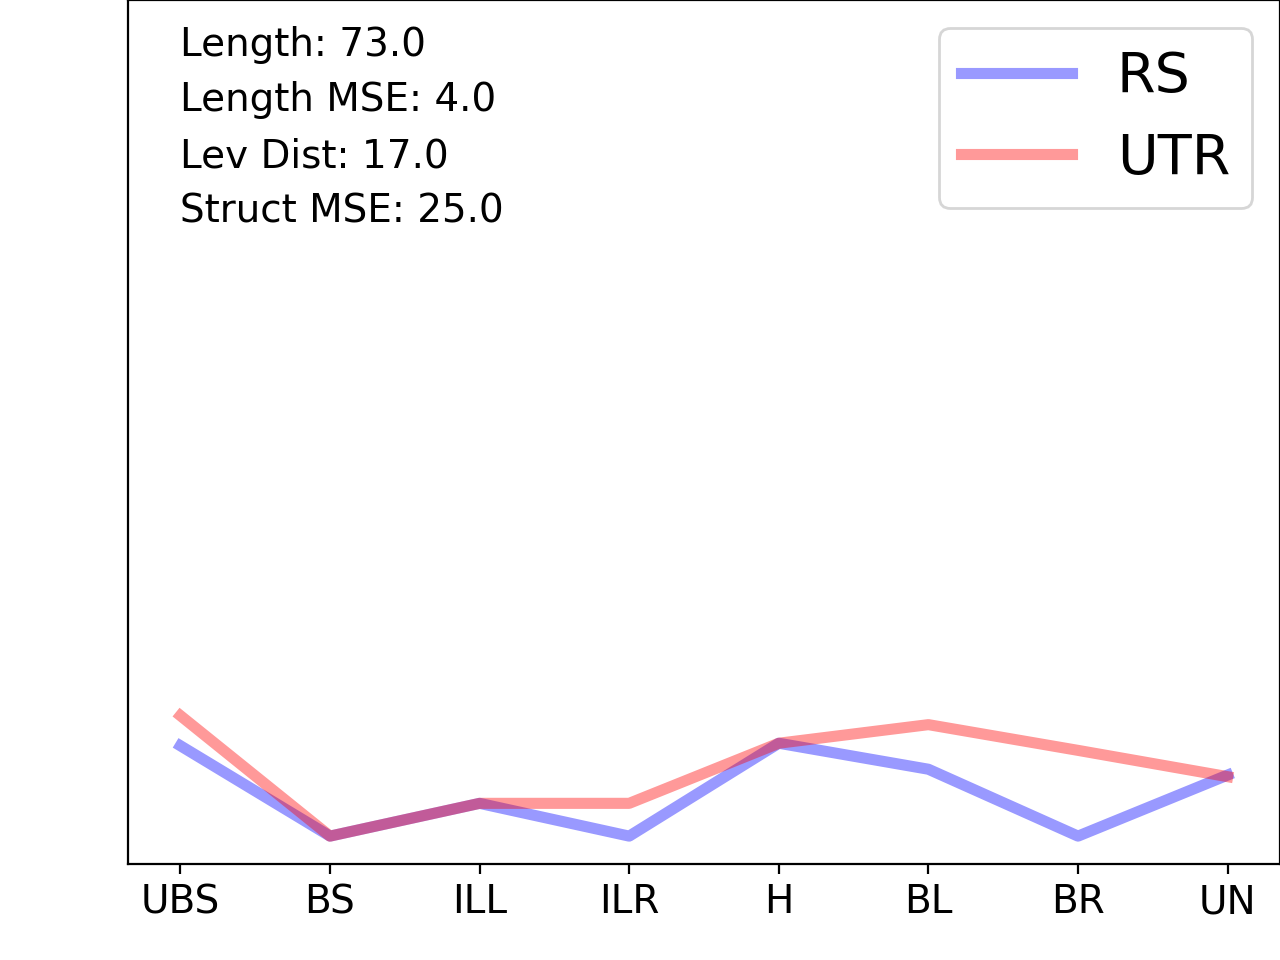 Length: 73.0
Length MSE: 4.0
Lev Dist: 17.0
Struct MSE: 25.0
RS
UTR
UBS BS ILL ILR H BL BR UN